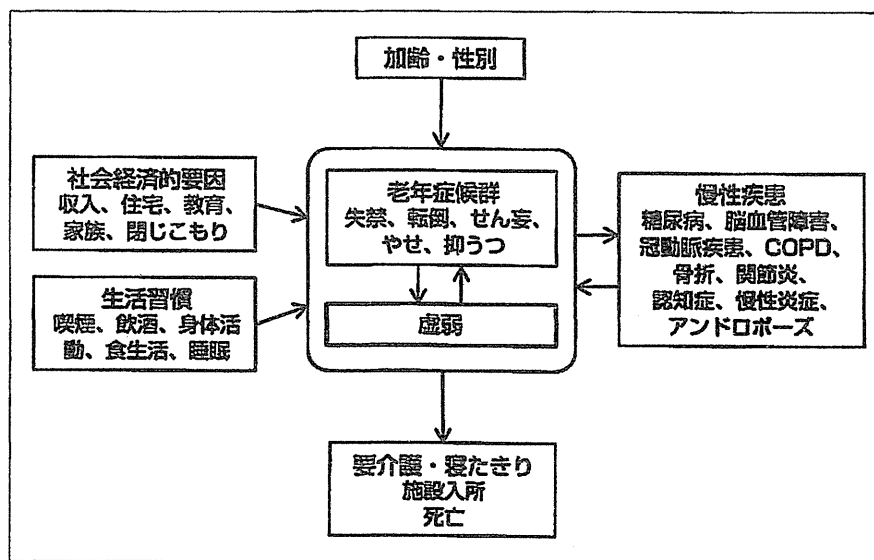 加齢・性別
社会経済的要因
収入、住宅、教育、
家族、閉じこもり
生活習慣
喫煙、飲酒、身体活
動、食生活、睡眠
老年症候群
失禁、転倒、せん妄、
やせ、抑うつ
虚弱
慢性疾患
糖尿病、脳血管障害、
冠動脈疾患、COPD、
骨折、関節炎、
認知症、慢性炎症、
アンドロポーズ
要介護・寝たきり
施設入所
死亡